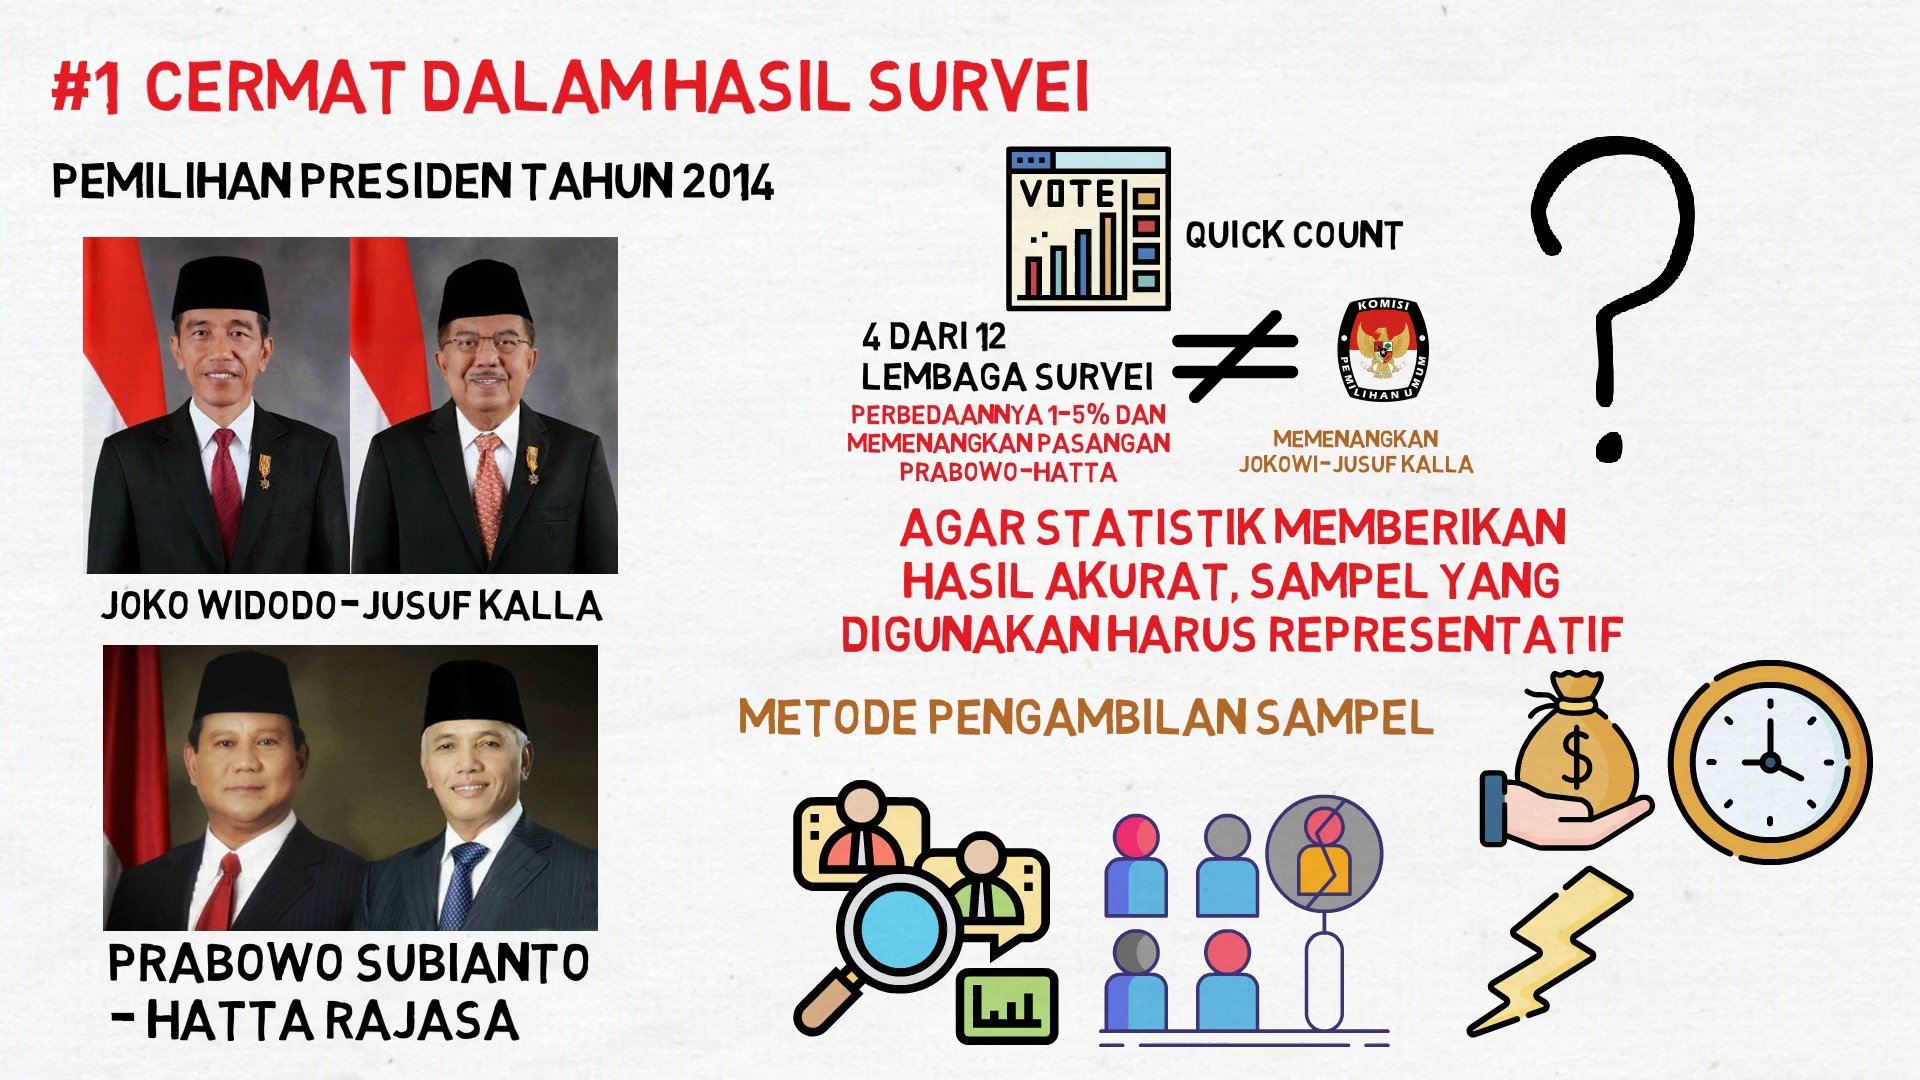 #1 CERMAT DALAM HASIL SURVEI
PEMILIHAN PRESIDEN TAHUN 2014
JOKO WIDODO-JUSUF KALLA
PRABOWO SUBIANTO
- HATTA RAJASA
VOTE
QUICK COUNT
4 DARI 12
LEMBAGA SURVEI
PERBEDAANNYA 1-5% DAN
MEMENANGKAN PASANGAN
PRABOWO-HATTA
≠
KOMISI
PEMILIHAN UMUM
MEMENANGKAN
JOKOWI-JUSUF KALLA
?
AGAR STATISTIK MEMBERIKAN
HASIL AKURAT, SAMPEL YANG
DIGUNAKAN HARUS REPRESENTATIF
METODE PENGAMBILAN SAMPEL
$